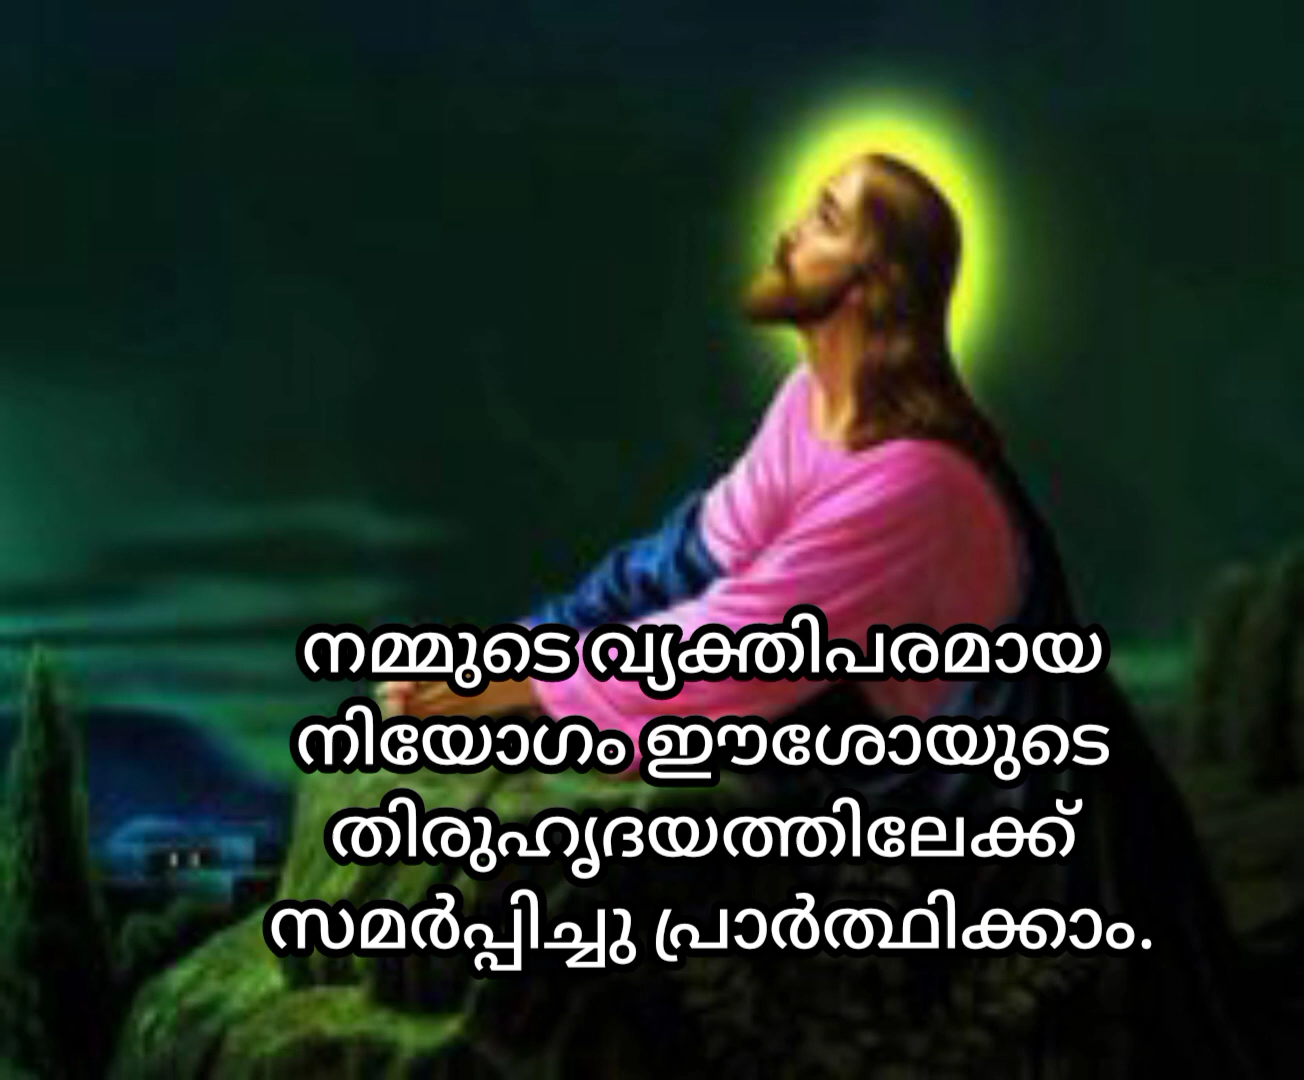 നമ്മുടെ വ്യക്തിപരമായ
നിയോഗം ഈശോയുടെ
തിരുഹൃദയത്തിലേക്ക്
സമർപ്പിച്ചു പ്രാർത്ഥിക്കാം.